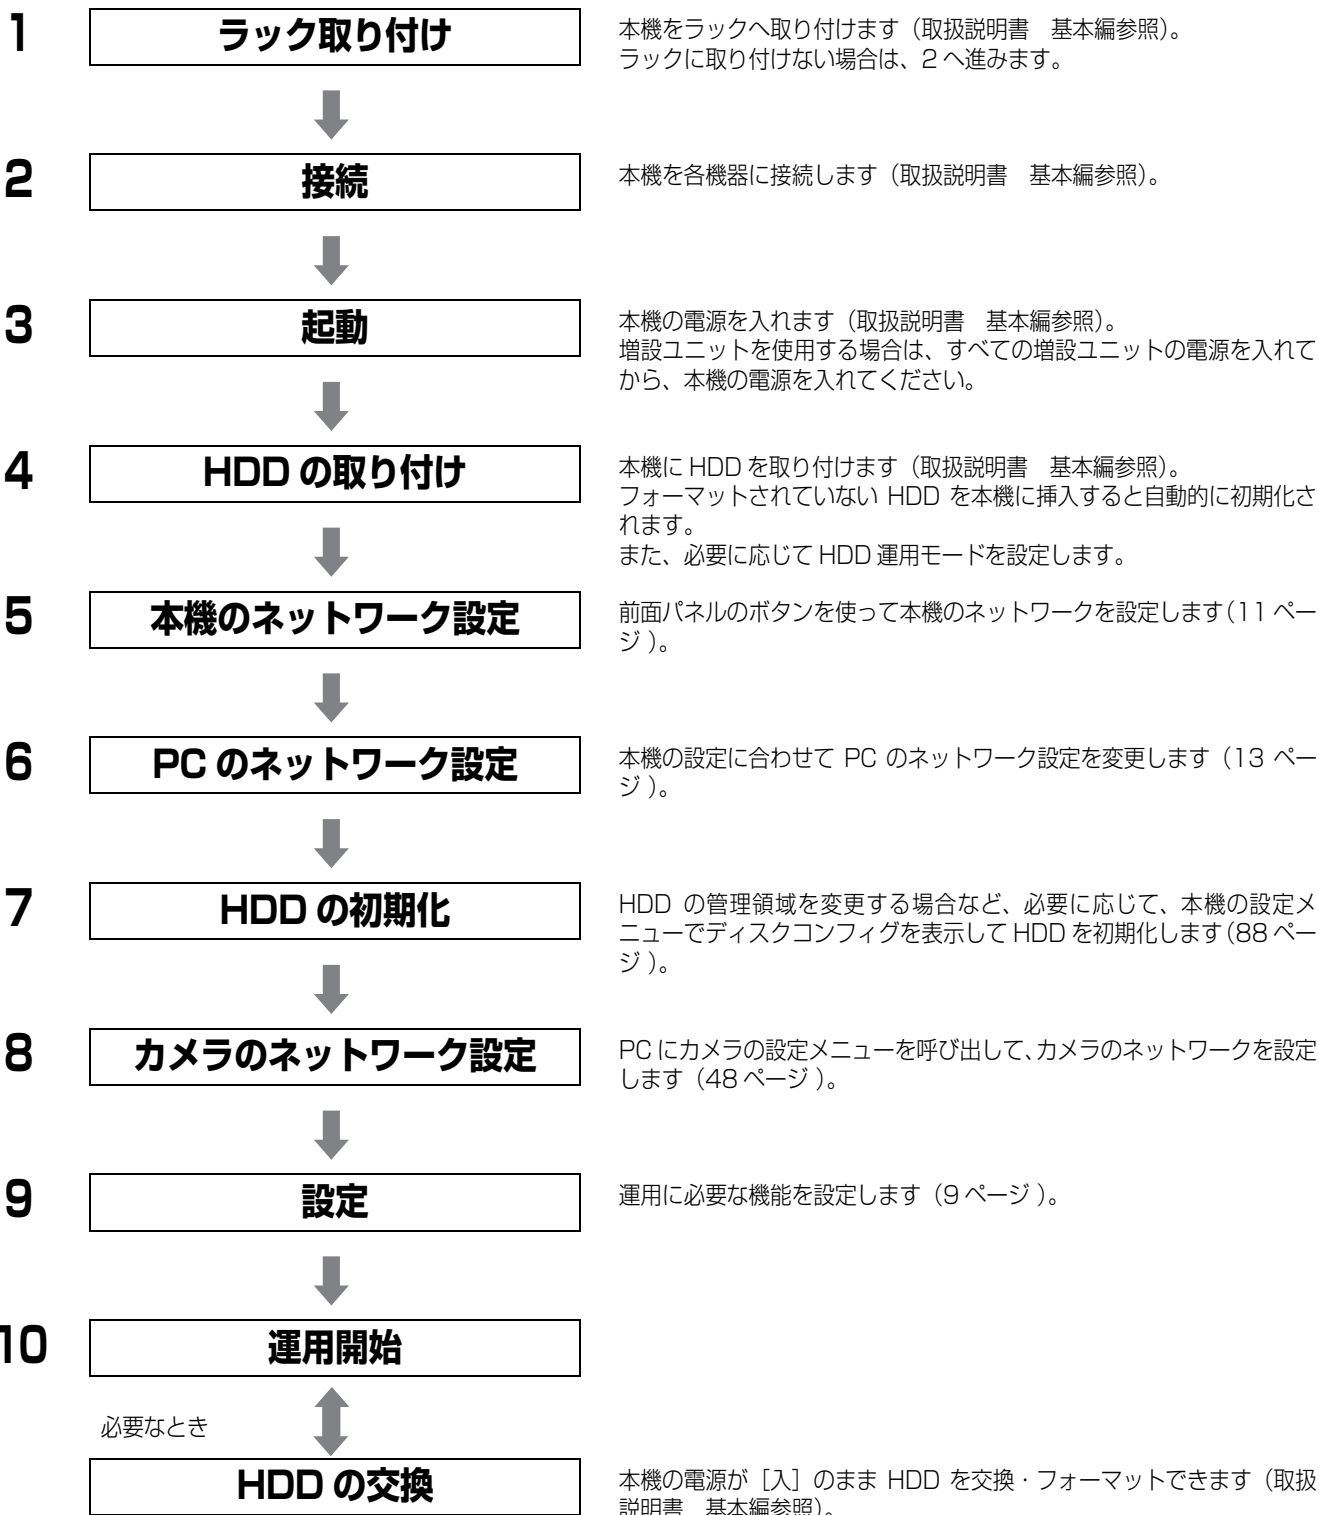 1
ラック取り付け
本機をラックへ取り付けます（取扱説明書　基本編参照）。
ラックに取り付けない場合は、2 へ進みます。
2
接続
本機を各機器に接続します（取扱説明書　基本編参照）。
3
起動
本機の電源を入れます（取扱説明書　基本編参照）。
増設ユニットを使用する場合は、すべての増設ユニットの電源を入れて
から、本機の電源を入れてください。
4
HDD の取り付け
本機に HDD を取り付けます（取扱説明書　基本編参照）。
フォーマットされていない HDD を本機に挿入すると自動的に初期化さ
れます。
また、必要に応じて HDD 運用モードを設定します。
5
本機のネットワーク設定
前面パネルのボタンを使って本機のネットワークを設定します（11 ペー
ジ ）。
6
PC のネットワーク設定
本機の設定に合わせて PC のネットワーク設定を変更します（13 ペー
ジ ）。
7
HDD の初期化
HDD の管理領域を変更する場合など、必要に応じて、本機の設定メ
ニューでディスクコンフィグを表示して HDD を初期化します（88 ペー
ジ ）。
8
カメラのネットワーク設定
PC にカメラの設定メニューを呼び出して、カメラのネットワークを設定
します（48 ページ ）。
9
設定
運用に必要な機能を設定します（9 ページ ）。
10
運用開始
必要なとき
HDD の交換
本機の電源が［入］のまま HDD を交換・フォーマットできます（取扱
説明書　基本編参照）。